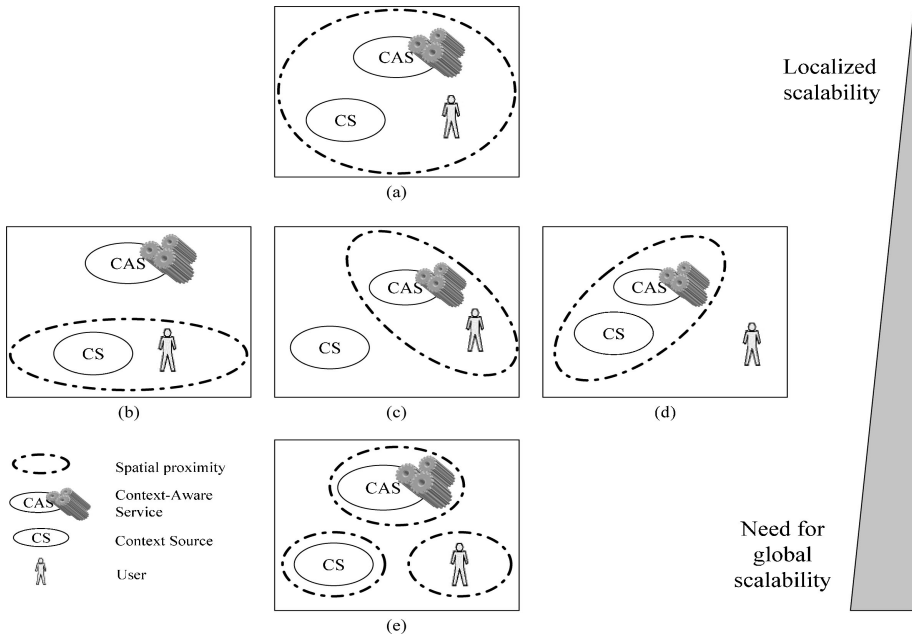 CAS
CS
Localized
scalability
(a)
CAS
CS
(b)
CAS
CS
(c)
CAS
CS
(d)
Spatial proximity
CAS
Context-Aware
Service
CS
Context Source
User
CAS
CS
(e)
Need for
global
scalability